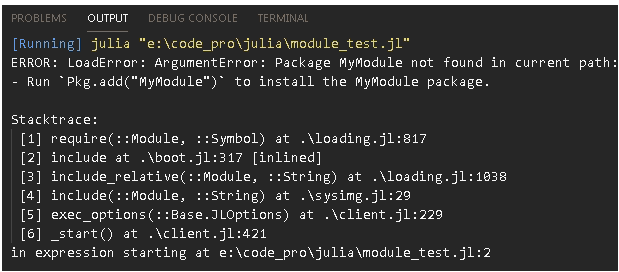 PROBLEMS OUTPUT DEBUG CONSOLE TERMINAL
[Running] julia "e:\code_pro\julia\module_test.jl"
ERROR: LoadError: ArgumentError: Package MyModule not found in current path:
- Run `Pkg.add("MyModule")` to install the MyModule package.
Stacktrace:
[1] require(::Module, ::Symbol) at .\loading.jl:817
[2] include at .\boot.jl:317 [inlined]
[3] include_relative(::Module, ::String) at .\loading.jl:1038
[4] include(::Module, ::String) at .\sysimg.jl:29
[5] exec_options(::Base.JLOptions) at .\client.jl:229
[6] _start() at .\client.jl:421
in expression starting at e:\code_pro\julia\module_test.jl:2